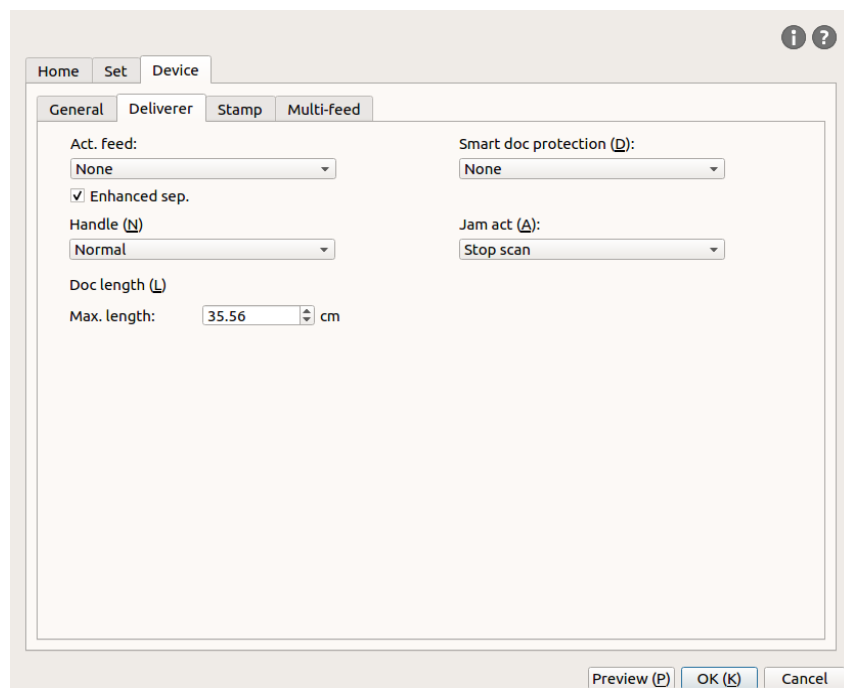 Home Set Device
General Deliverer Stamp Multi-feed
Act. feed: Smart doc protection (D):
None None
Enhanced sep.
Handle (N) Jam act (A):
Normal Stop scan
Doc length (L)
Max. length: 35.56 cm
Preview (P) OK (K) Cancel